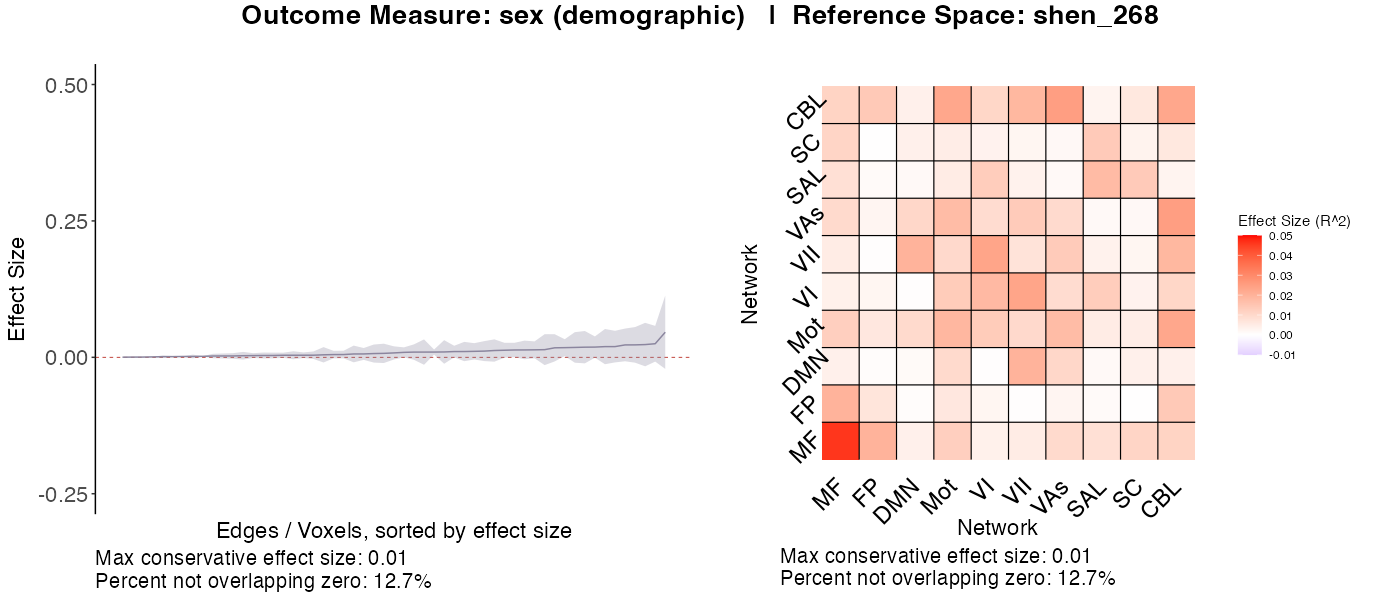 Outcome Measure: sex (demographic) | Reference Space: shen_268
0.50
0.25
0.00
-0.25
Effect Size
Edges / Voxels, sorted by effect size
Max conservative effect size: 0.01
Percent not overlapping zero: 12.7%
Network
CBL
SC
SAL
VAs
VII
VI
Mot
DMN
FP
MF
MF
FP
DMN
Mot
VI
VII
VAs
SAL
SC
CBL
Network
Max conservative effect size: 0.01
Percent not overlapping zero: 12.7%
Effect Size (R^2)
0.05
0.04
0.03
0.02
0.01
0.00
-0.01